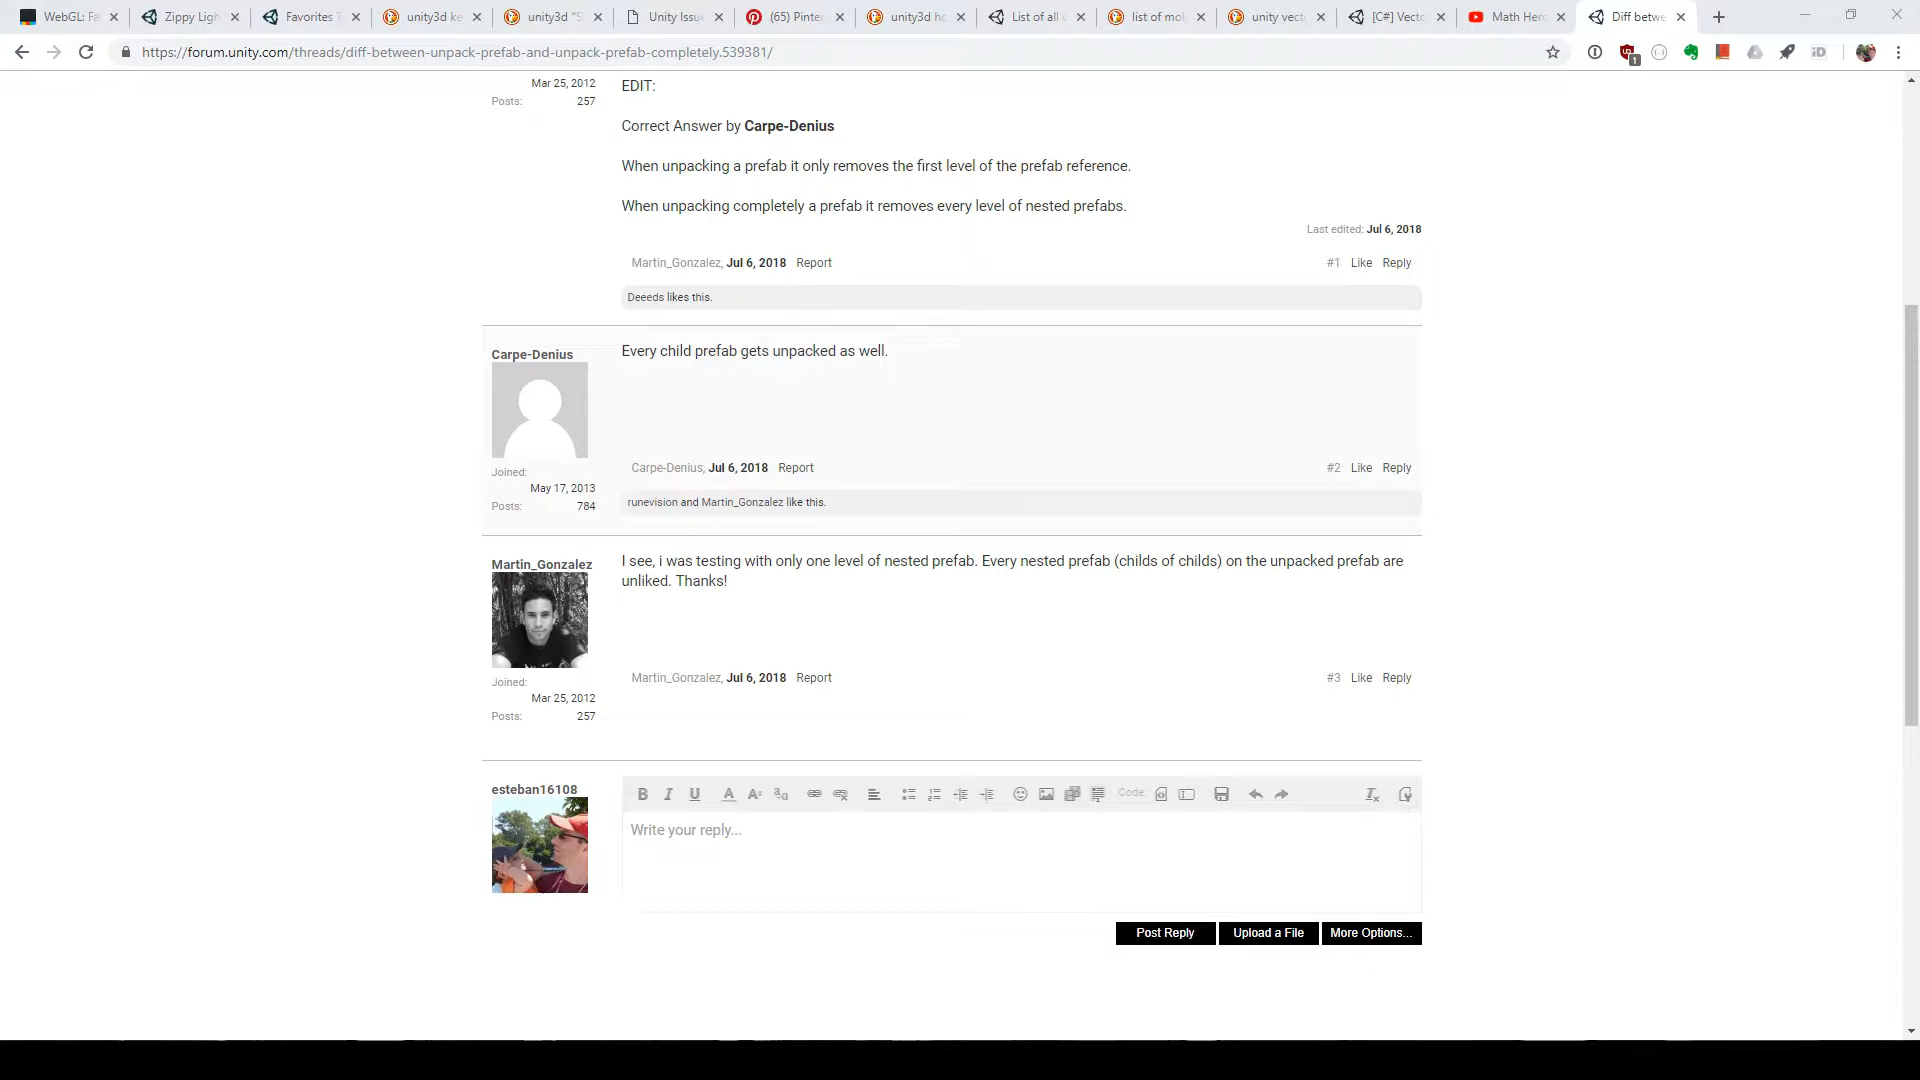 WebGL: Fa
Zippy Ligh
Favorites T
unity3d ke
unity3d "S
Unity Issue
(65) Pinte
unity3d ho
List of all e
list of mol
unity vect
[C#] Vecto
Math Hero
Diff betwe
https://forum.unity.com/threads/diff-between-unpack-prefab-and-unpack-prefab-completely.539381/
1
Mar 25, 2012
Posts: 257
EDIT:
Correct Answer by Carpe-Denius
When unpacking a prefab it only removes the first level of the prefab reference.
When unpacking completely a prefab it removes every level of nested prefabs.
Last edited: Jul 6, 2018
Martin_Gonzalez, Jul 6, 2018 Report #1 Like Reply
Deeeds likes this.
Carpe-Denius
Every child prefab gets unpacked as well.
Joined:
May 17, 2013
Posts: 784
Carpe-Denius, Jul 6, 2018 Report #2 Like Reply
runevision and Martin_Gonzalez like this.
Martin_Gonzalez
I see, i was testing with only one level of nested prefab. Every nested prefab (childs of childs) on the unpacked prefab are
unliked. Thanks!
Joined:
Mar 25, 2012
Posts: 257
Martin_Gonzalez, Jul 6, 2018 Report #3 Like Reply
esteban16108
B I U A Code:
Write your reply...
Post Reply Upload a File More Options...